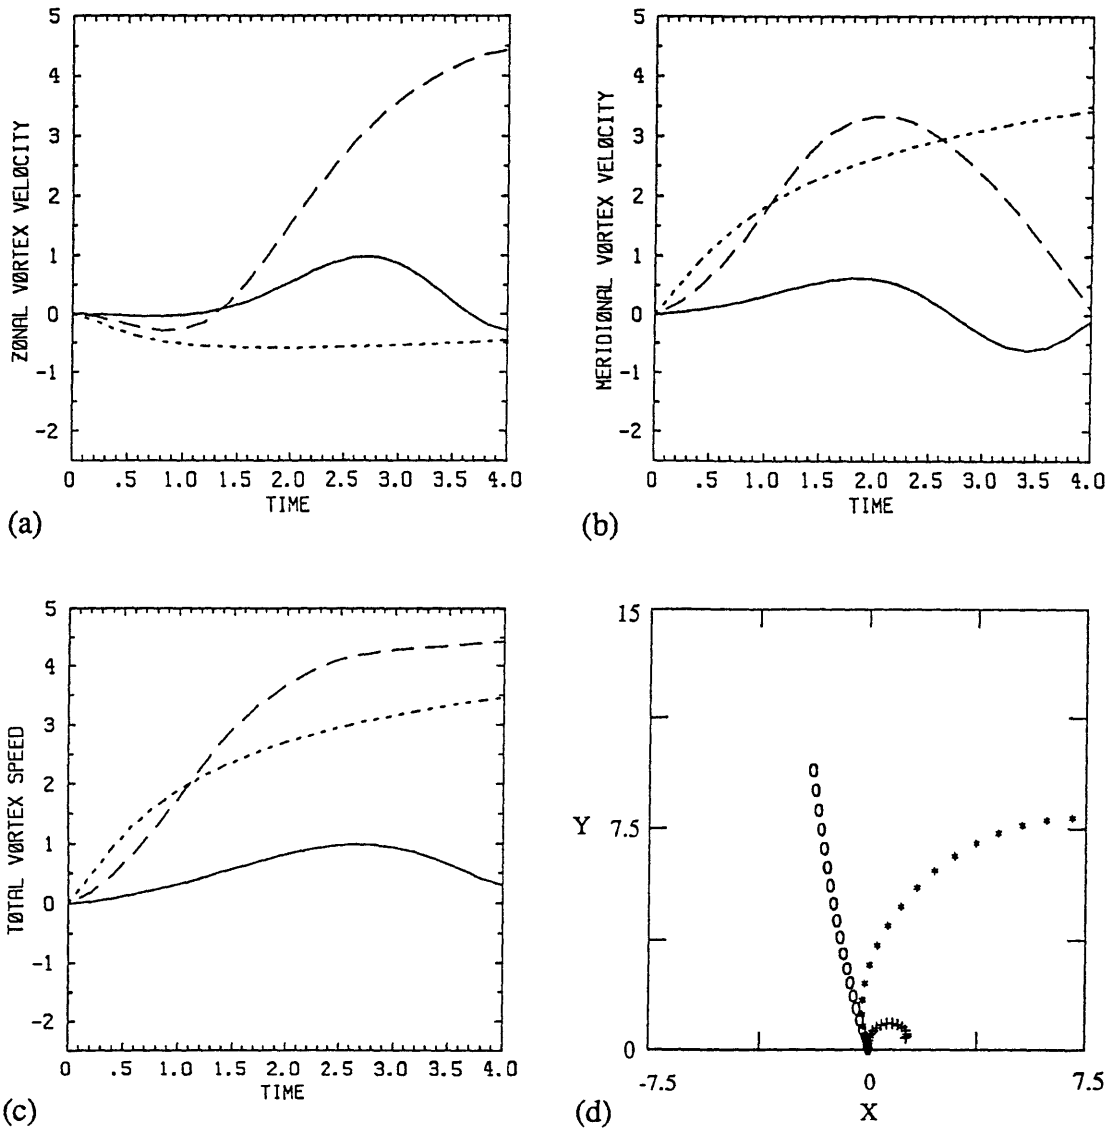 5
4
3
2
1
0
-1
-2
ZØNAL VØRTEX VELØCITY
0 .5 1.0 1.5 2.0 2.5 3.0 3.5 4.0
TIME
(a)
5
4
3
2
1
0
-1
-2
MERIDIØNAL VØRTEX VELØCITY
0 .5 1.0 1.5 2.0 2.5 3.0 3.5 4.0
TIME
(b)
5
4
3
2
1
0
-1
-2
TØTAL VØRTEX SPEED
0 .5 1.0 1.5 2.0 2.5 3.0 3.5 4.0
TIME
(c)
15
Y 7.5
0
-7.5 0 7.5
X
(d)